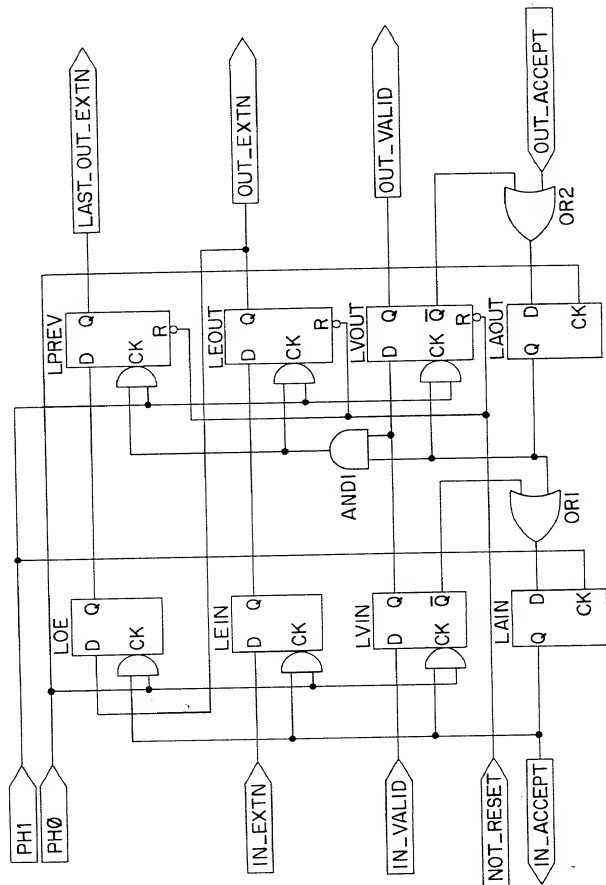 LAST_OUT_EXTN
OUT_EXTN
OUT_VALID
OUT_ACCEPT
OR2
LPREV
D Q
CK
R
LEOUT
D Q
CK
R
LVOUT
D Q
CK Q̅
R
LAOUT
Q D
CK
AND1
OR1
LOE
D Q
CK
LEIN
D Q
CK
LVIN
D Q
CK Q̅
LAIN
Q D
CK
PH1
PHØ
IN_EXTN
IN_VALID
NOT_RESET
IN_ACCEPT